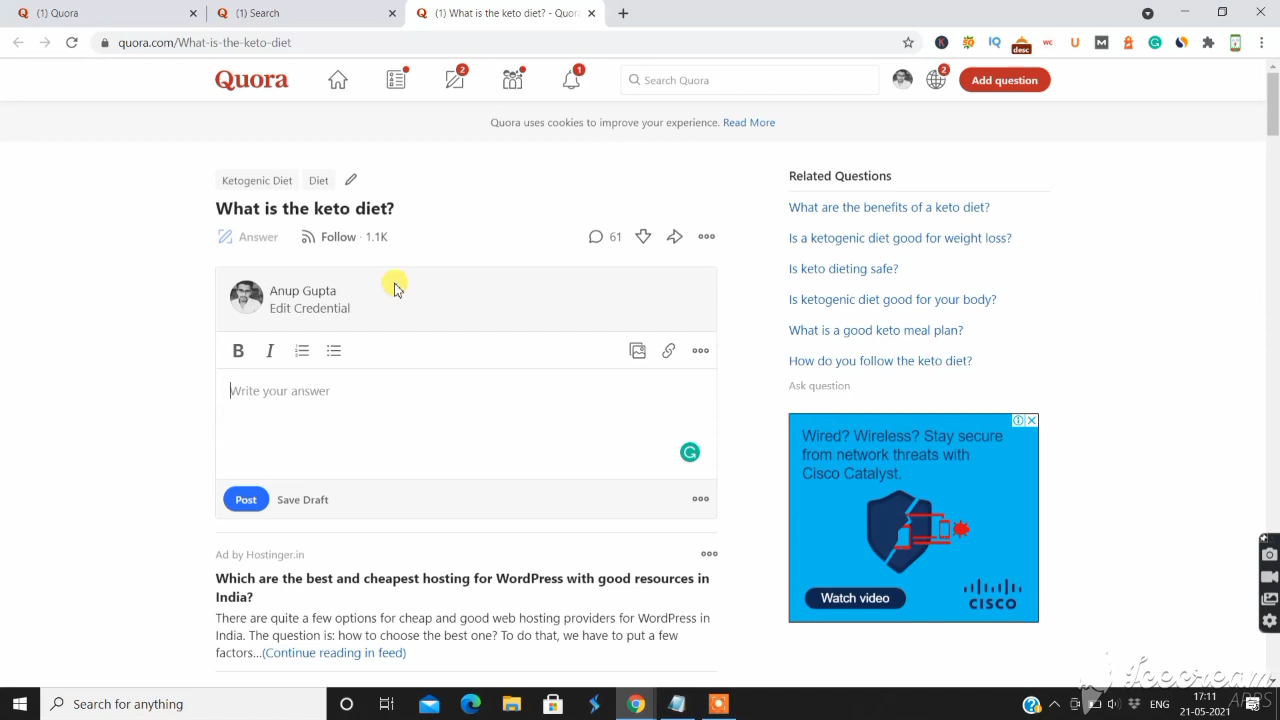 (1) Quora
(1) Search
(1) What is the keto diet? - Quor
quora.com/What-is-the-keto-diet
desc
Quora
2
1
Search Quora
2
Add question
Quora uses cookies to improve your experience. Read More
Ketogenic Diet
Diet
What is the keto diet?
Answer
Follow · 1.1K
61
Anup Gupta
Edit Credential
B
I
Write your answer
Post
Save Draft
Ad by Hostinger.in
Which are the best and cheapest hosting for WordPress with good resources in
India?
There are quite a few options for cheap and good web hosting providers for WordPress in
India. The question is: how to choose the best one? To do that, we have to put a few
factors...(Continue reading in feed)
Related Questions
What are the benefits of a keto diet?
Is a ketogenic diet good for weight loss?
Is keto dieting safe?
Is ketogenic diet good for your body?
What is a good keto meal plan?
How do you follow the keto diet?
Ask question
Wired? Wireless? Stay secure
from network threats with
Cisco Catalyst.
Watch video
CISCO
Icecream
APPS
Search for anything
17:11
21-05-2021